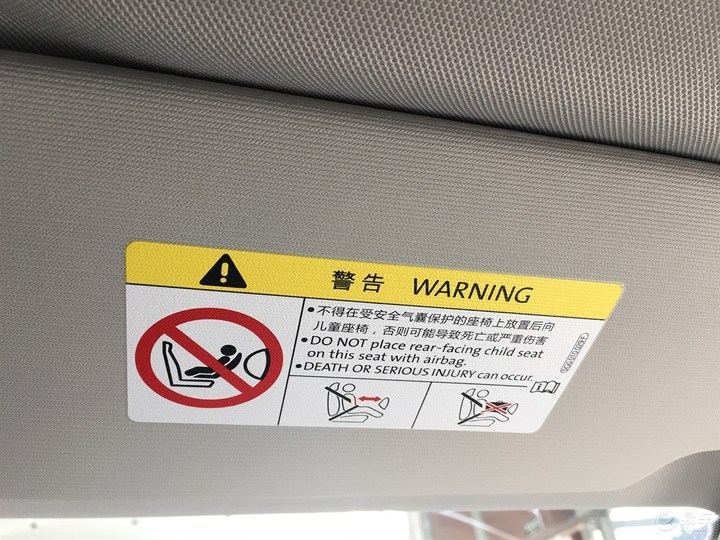 警告 WARNING
•不得在受安全气囊保护的座椅上放置后向
儿童座椅，否则可能导致死亡或严重伤害
•DO NOT place rear-facing child seat
on this seat with airbag.
•DEATH OR SERIOUS INJURY can occur.